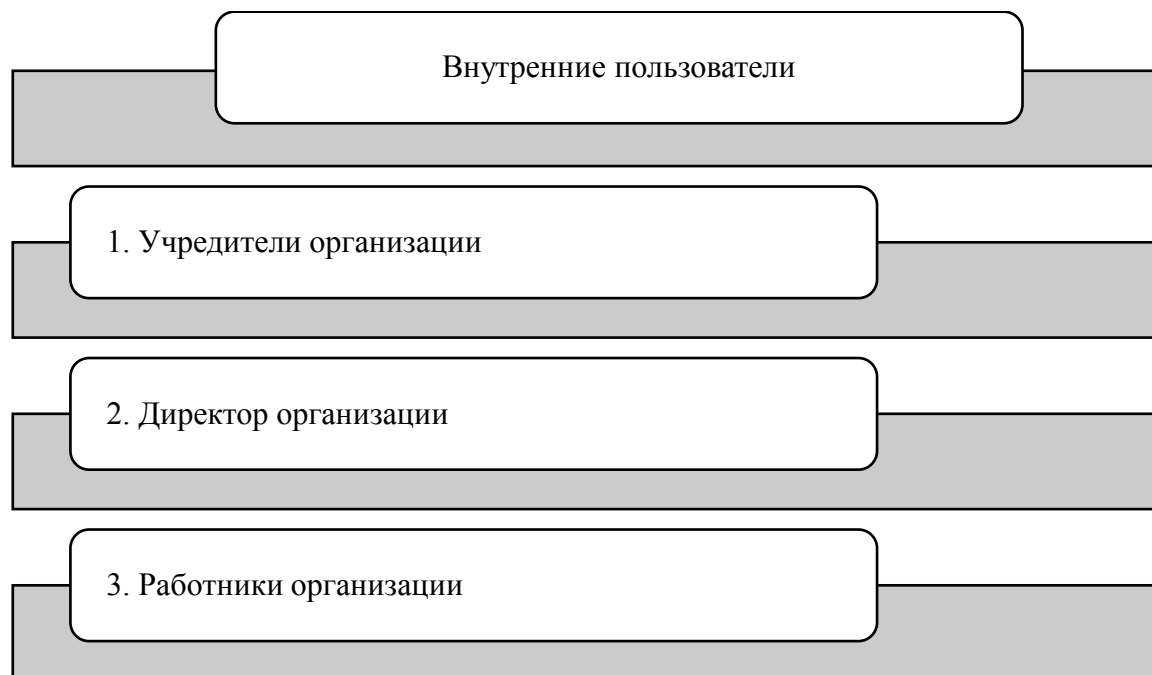 Внутренние пользователи
1. Учредители организации
2. Директор организации
3. Работники организации